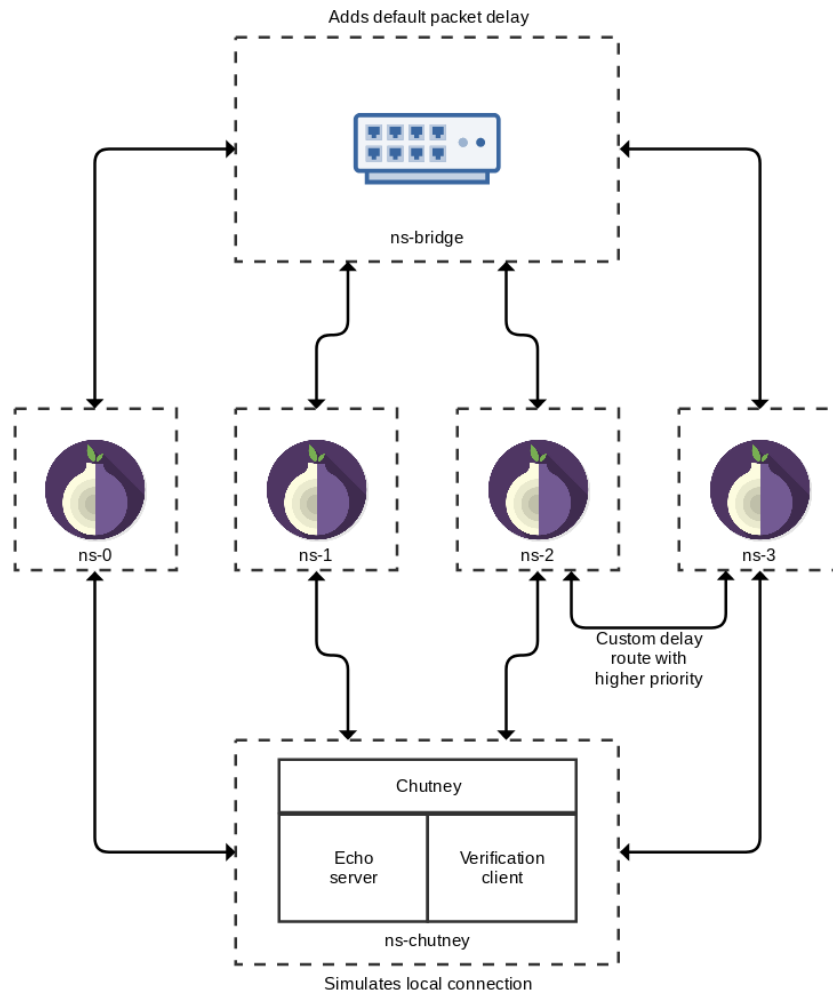 Adds default packet delay
ns-bridge
ns-0
ns-1
ns-2
ns-3
Custom delay
route with
higher priority
Chutney
Echo
server
Verification
client
ns-chutney
Simulates local connection